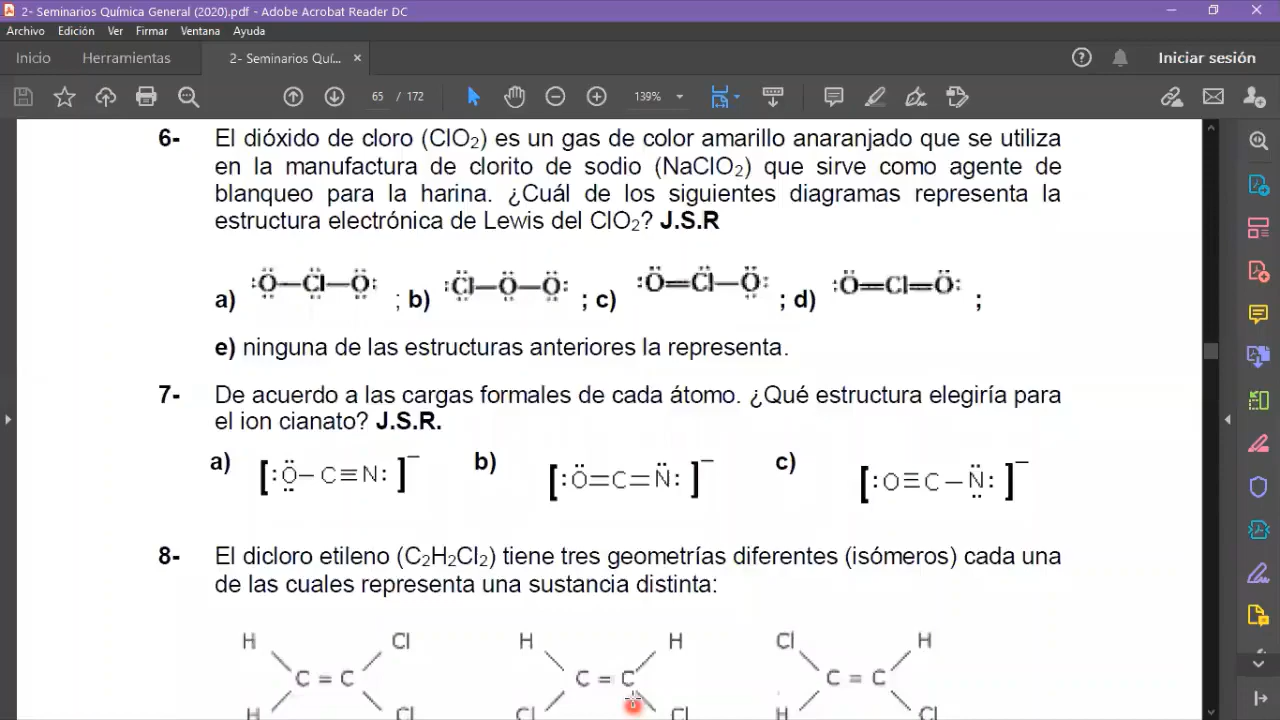 2- Seminarios Química General (2020).pdf - Adobe Acrobat Reader DC
Archivo Edición Ver Firmar Ventana Ayuda
Inicio Herramientas 2- Seminarios Quí... × Iniciar sesión
65 / 172 139%
6- El dióxido de cloro (ClO₂) es un gas de color amarillo anaranjado que se utiliza
en la manufactura de clorito de sodio (NaClO₂) que sirve como agente de
blanqueo para la harina. ¿Cuál de los siguientes diagramas representa la
estructura electrónica de Lewis del ClO₂? J.S.R
a) :O—Cl—O: ; b) :Cl—O—O: ; c) :O=Cl—O: ; d) :O=Cl=O: ;
e) ninguna de las estructuras anteriores la representa.
7- De acuerdo a las cargas formales de cada átomo. ¿Qué estructura elegiría para
el ion cianato? J.S.R.
a) [:O—C≡N:]⁻ b) [:O=C=N:]⁻ c) [:O≡C—N:]⁻
8- El dicloro etileno (C₂H₂Cl₂) tiene tres geometrías diferentes (isómeros) cada una
de las cuales representa una sustancia distinta:
H Cl H H Cl H
C = C C = C C = C
H Cl Cl Cl H Cl